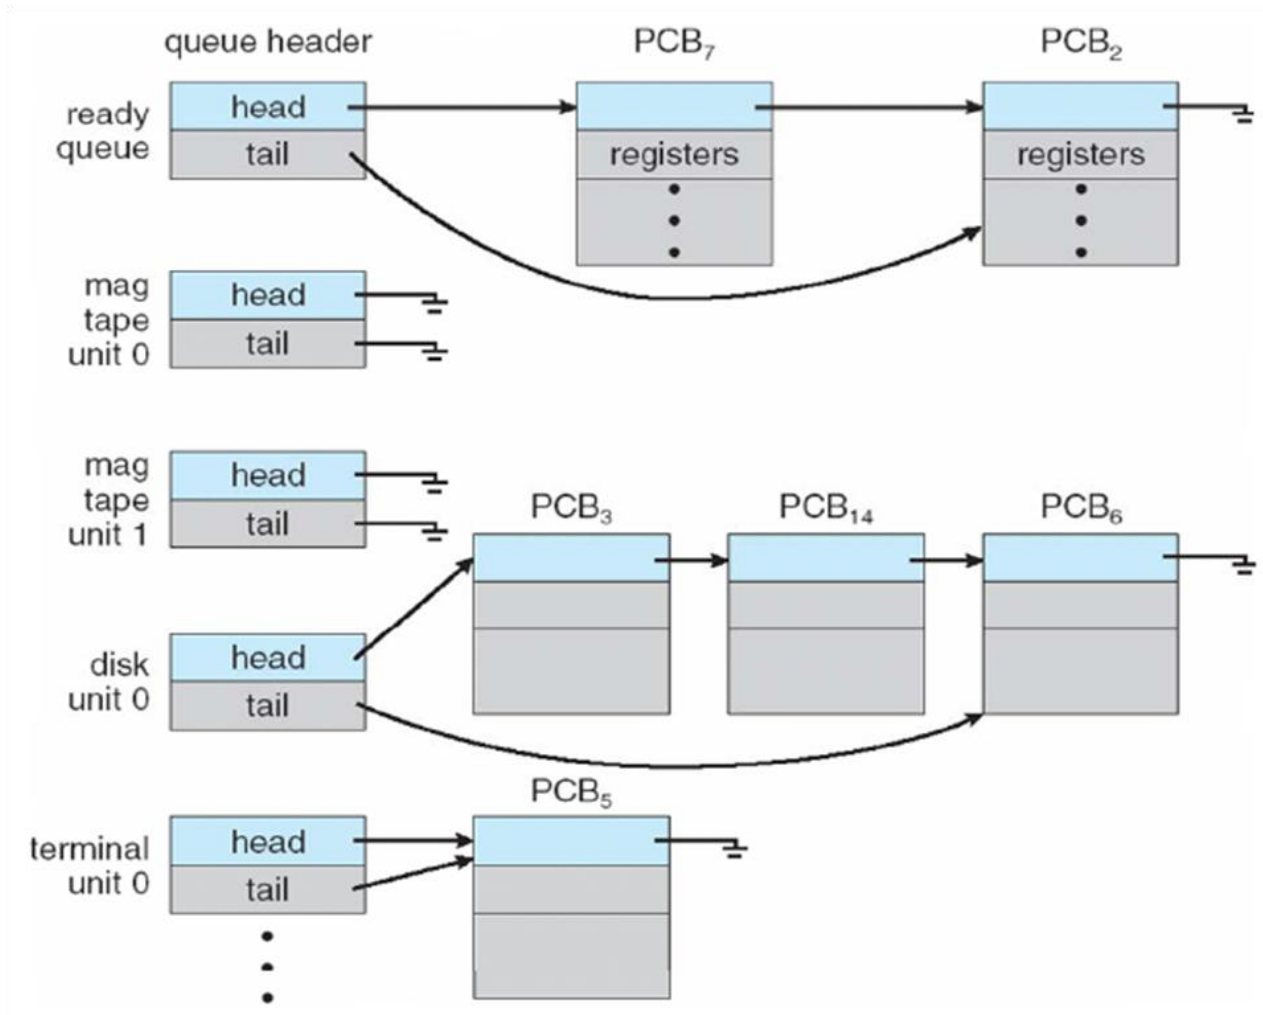 queue header
PCB₇
PCB₂
ready
queue
head
tail
registers
registers
mag
tape
unit 0
head
tail
mag
tape
unit 1
head
tail
PCB₃
PCB₁₄
PCB₆
disk
unit 0
head
tail
PCB₅
terminal
unit 0
head
tail